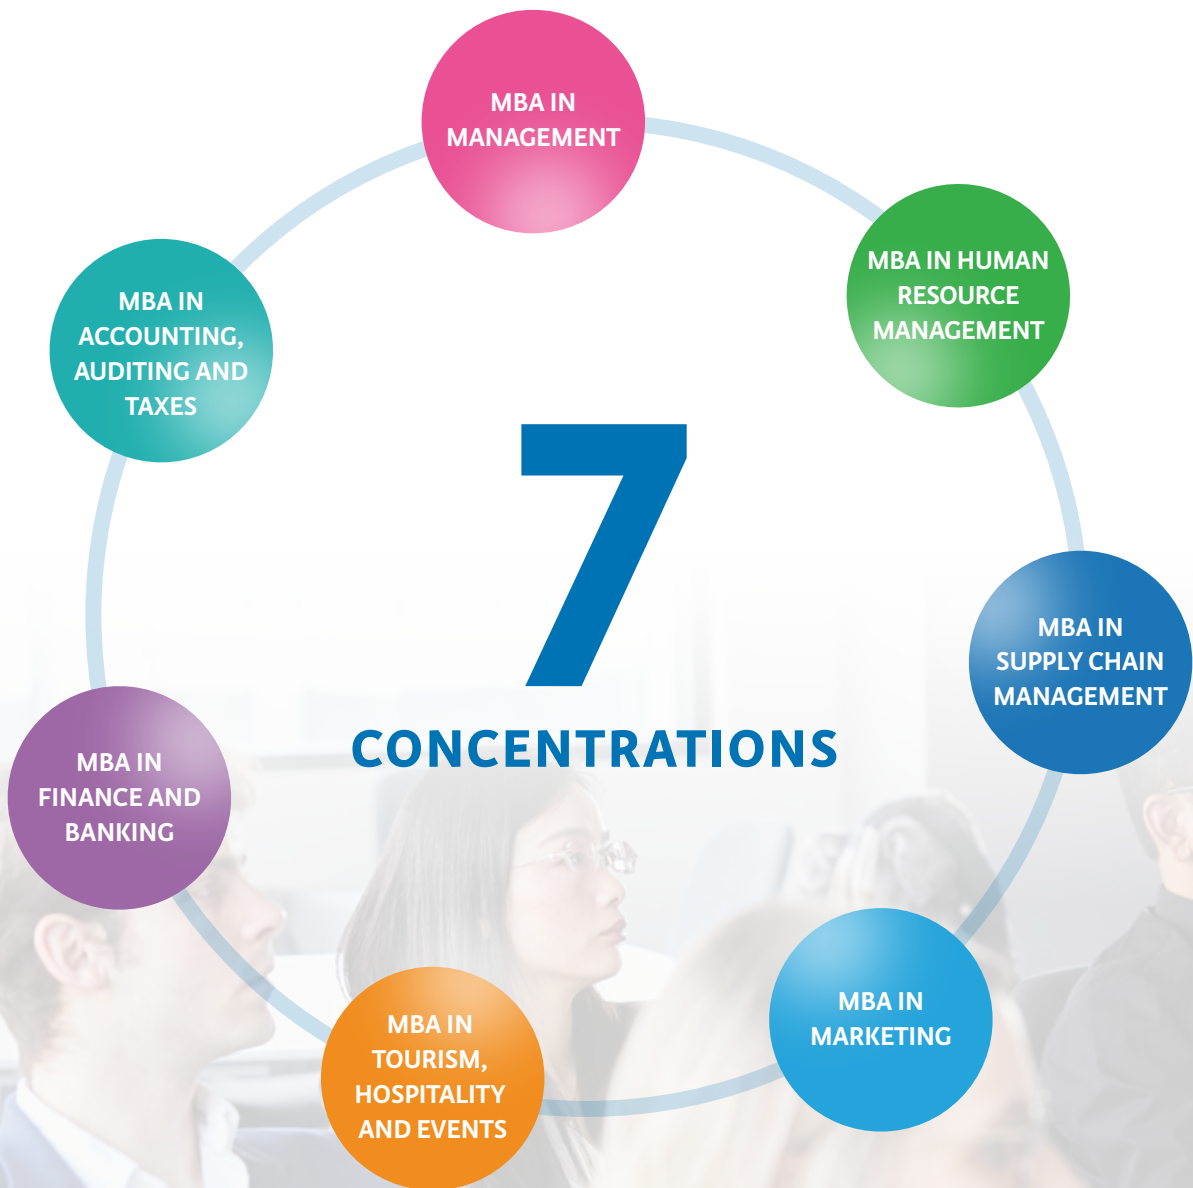 MBA IN
MANAGEMENT
MBA IN HUMAN
RESOURCE
MANAGEMENT
MBA IN
SUPPLY CHAIN
MANAGEMENT
MBA IN
MARKETING
MBA IN
TOURISM,
HOSPITALITY
AND EVENTS
MBA IN
FINANCE AND
BANKING
MBA IN
ACCOUNTING,
AUDITING AND
TAXES
7
CONCENTRATIONS